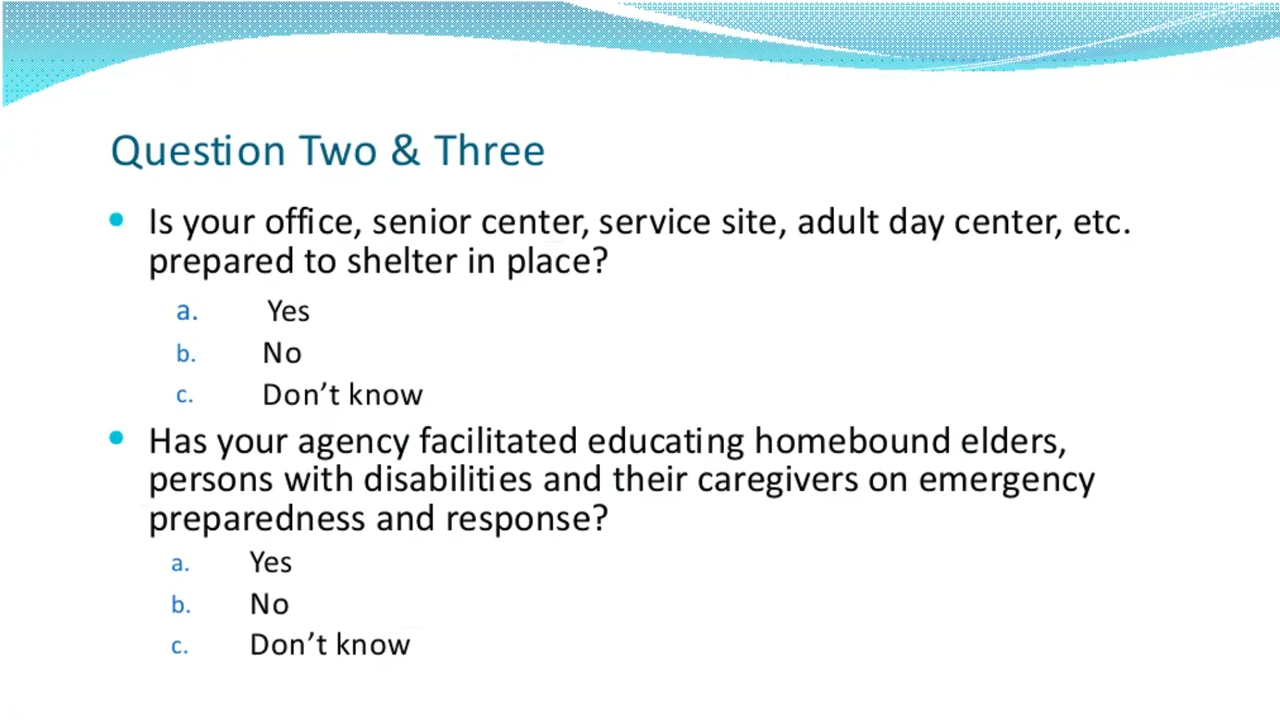 Question Two & Three
• Is your office, senior center, service site, adult day center, etc.
prepared to shelter in place?
a. Yes
b. No
c. Don’t know
• Has your agency facilitated educating homebound elders,
persons with disabilities and their caregivers on emergency
preparedness and response?
a. Yes
b. No
c. Don’t know